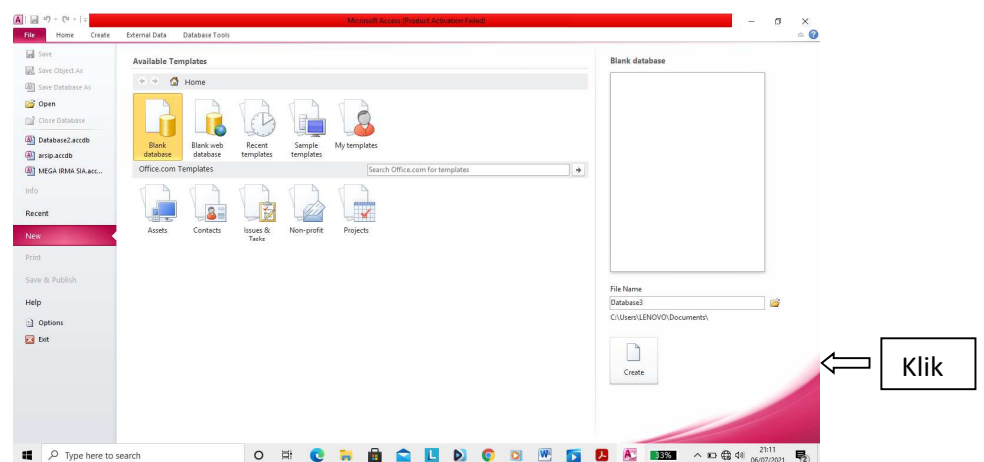 Microsoft Access (Product Activation Failed)
File Home Create External Data Database Tools
Save
Save Object As
Save Database As
Open
Close Database
Database2.accdb
arsip.accdb
MEGA IRMA SIA.acc...
Info
Recent
New
Print
Save & Publish
Help
Options
Exit
Available Templates
Home
Blank database
Blank web database
Recent templates
Sample templates
My templates
Office.com Templates
Search Office.com for templates
Assets
Contacts
Issues & Tasks
Non-profit
Projects
Blank database
File Name
Database3
C:\Users\LENOVO\Documents\
Create
Klik
Type here to search
33%
21:11
06/07/2021